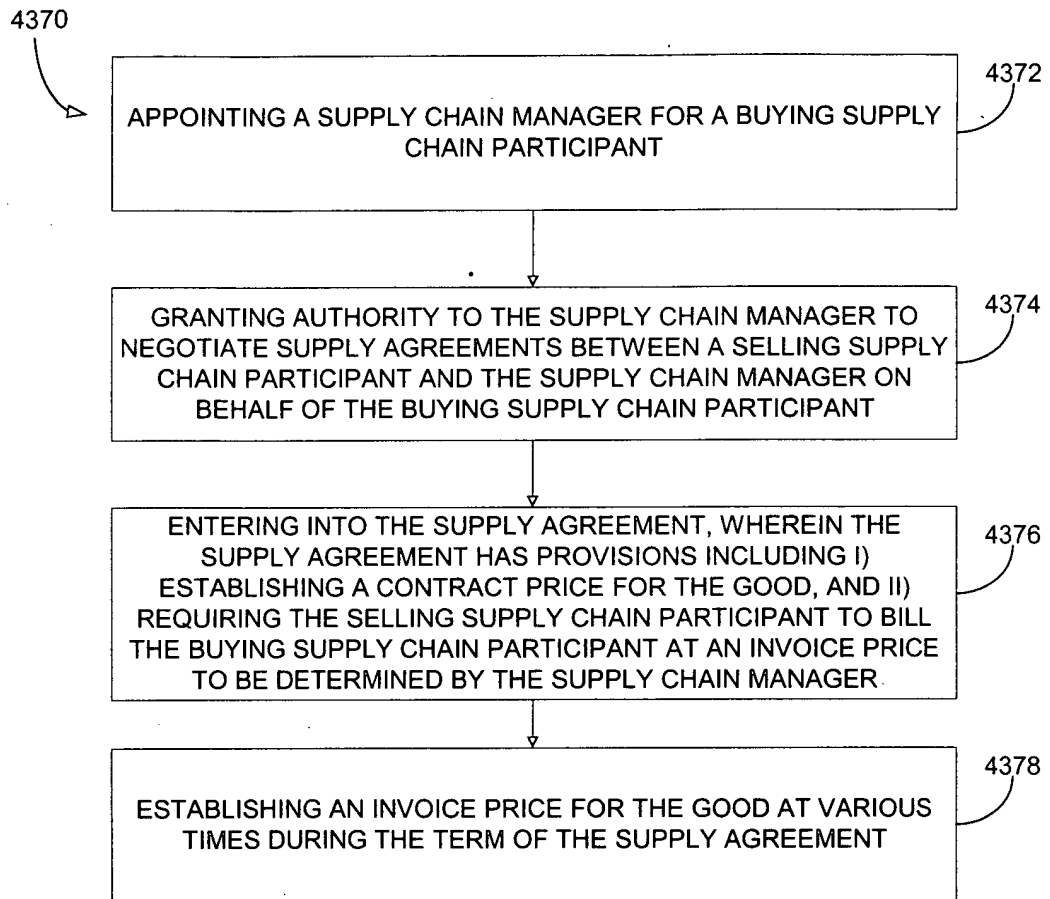 4370
4372
APPOINTING A SUPPLY CHAIN MANAGER FOR A BUYING SUPPLY
CHAIN PARTICIPANT
4374
GRANTING AUTHORITY TO THE SUPPLY CHAIN MANAGER TO
NEGOTIATE SUPPLY AGREEMENTS BETWEEN A SELLING SUPPLY
CHAIN PARTICIPANT AND THE SUPPLY CHAIN MANAGER ON
BEHALF OF THE BUYING SUPPLY CHAIN PARTICIPANT
4376
ENTERING INTO THE SUPPLY AGREEMENT, WHEREIN THE
SUPPLY AGREEMENT HAS PROVISIONS INCLUDING I)
ESTABLISHING A CONTRACT PRICE FOR THE GOOD, AND II)
REQUIRING THE SELLING SUPPLY CHAIN PARTICIPANT TO BILL
THE BUYING SUPPLY CHAIN PARTICIPANT AT AN INVOICE PRICE
TO BE DETERMINED BY THE SUPPLY CHAIN MANAGER
4378
ESTABLISHING AN INVOICE PRICE FOR THE GOOD AT VARIOUS
TIMES DURING THE TERM OF THE SUPPLY AGREEMENT